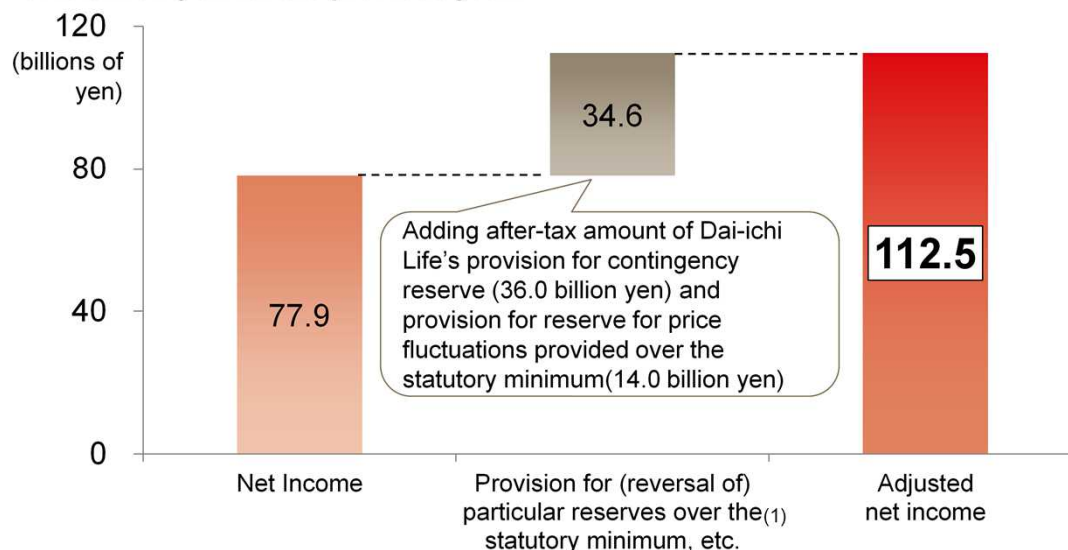 120
(billions of
yen)
80
40
0
77.9
34.6
112.5
Adding after-tax amount of Dai-ichi
Life's provision for contingency
reserve (36.0 billion yen) and
provision for reserve for price
fluctuations provided over the
statutory minimum(14.0 billion yen)
Net Income
Provision for (reversal of)
particular reserves over the(1)
statutory minimum, etc.
Adjusted
net income